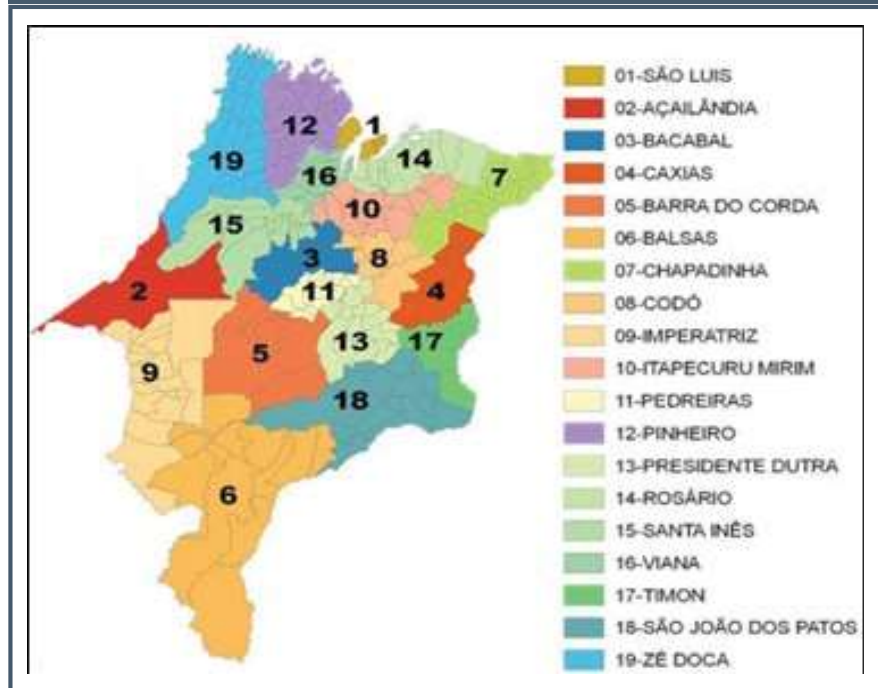 01-SÃO LUIS
02-AÇAILÂNDIA
03-BACABAL
04-CAXIAS
05-BARRA DO CORDA
06-BALSAS
07-CHAPADINHA
08-CODÓ
09-IMPERATRIZ
10-ITAPECURU MIRIM
11-PEDREIRAS
12-PINHEIRO
13-PRESIDENTE DUTRA
14-ROSÁRIO
15-SANTA INÊS
16-VIANA
17-TIMON
18-SÃO JOÃO DOS PATOS
19-ZÉ DOCA
12
1
19
14
16
7
10
15
3
8
2
11
4
13
17
5
9
18
6